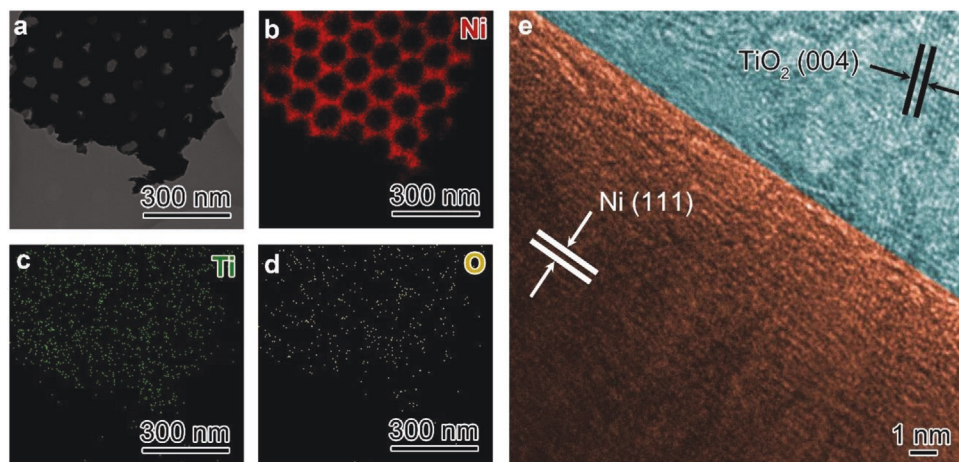 a
300 nm
b
Ni
300 nm
c
Ti
300 nm
d
O
300 nm
e
TiO₂ (004)
Ni (111)
1 nm